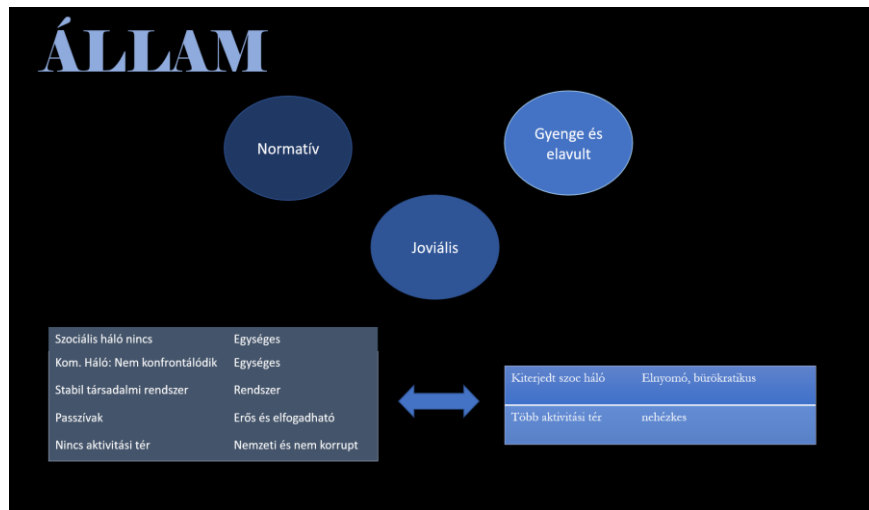 ÁLLAM
Normatív
Gyenge és
elavult
Joviális
Szociális háló nincs Egységes
Kom. Háló: Nem konfrontálódik Egységes
Stabil társadalmi rendszer Rendszer
Passzívak Erős és elfogadható
Nincs aktivitási tér Nemzeti és nem korrupt
Kiterjedt szoc háló Elnyomó, bürökratikus
Több aktivitási tér nehézkes